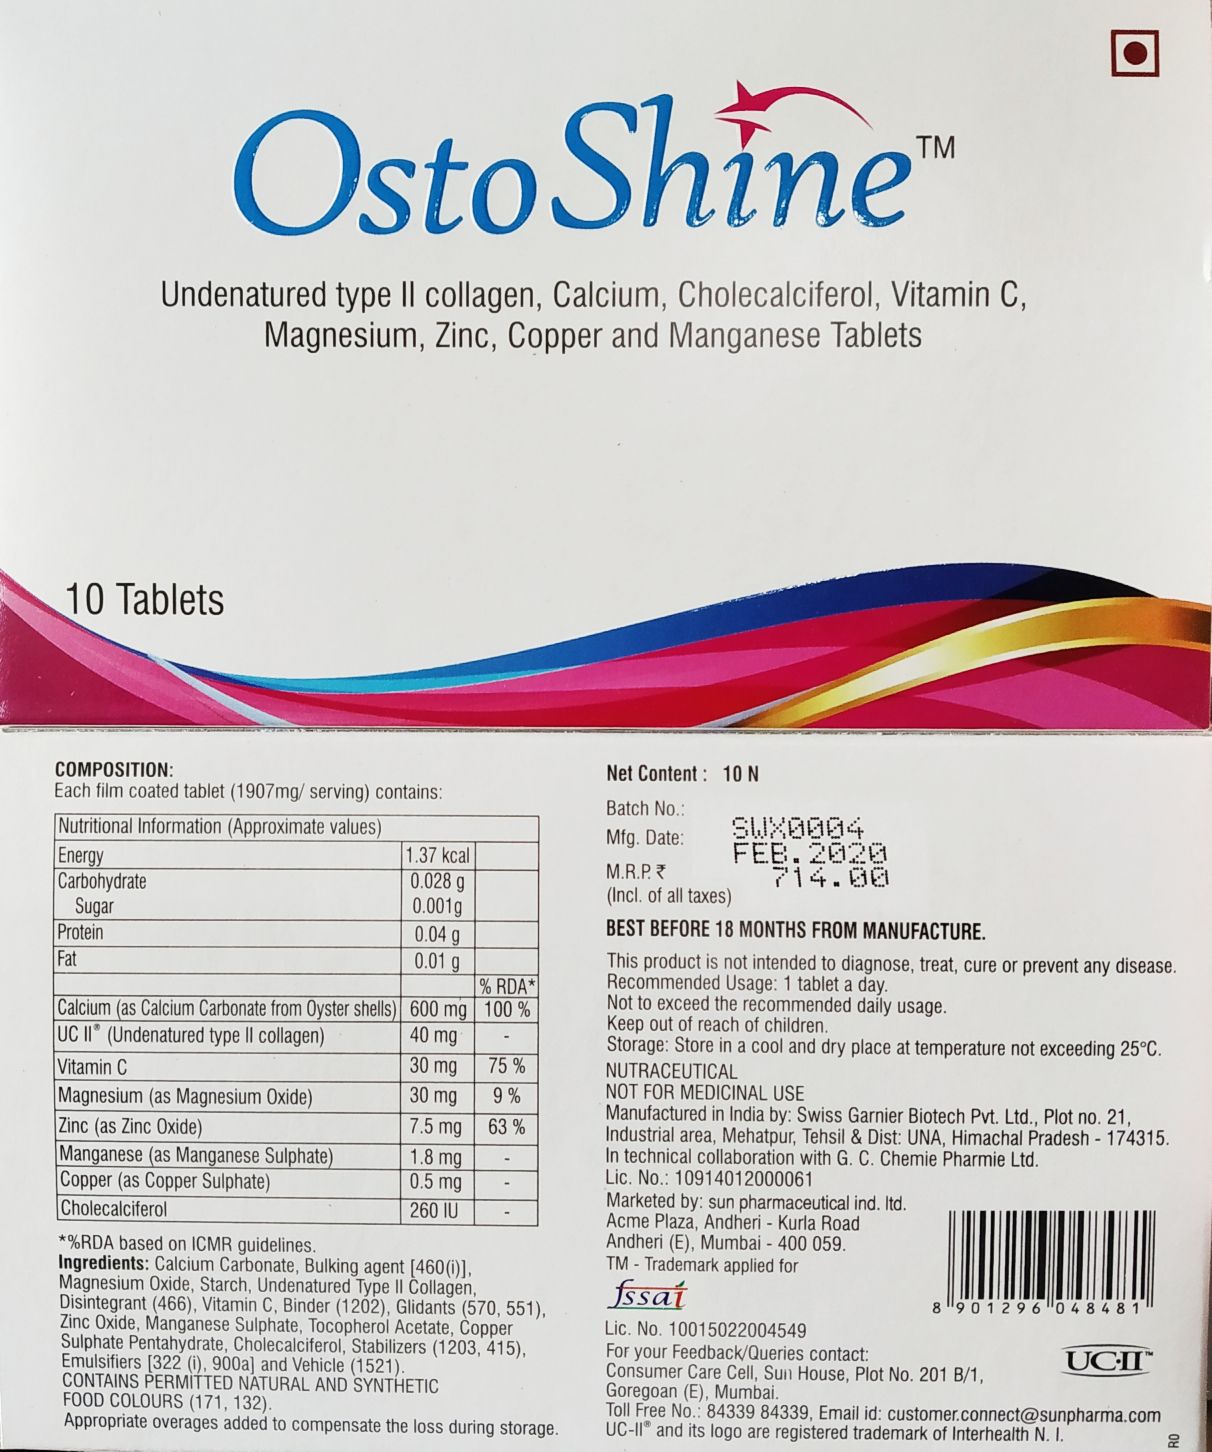 OstoShine™
Undenatured type II collagen, Calcium, Cholecalciferol, Vitamin C,
Magnesium, Zinc, Copper and Manganese Tablets
10 Tablets
COMPOSITION:
Each film coated tablet (1907mg/ serving) contains:
Nutritional Information (Approximate values)
Energy 1.37 kcal
Carbohydrate 0.028 g
Sugar 0.001g
Protein 0.04 g
Fat 0.01 g
% RDA*
Calcium (as Calcium Carbonate from Oyster shells) 600 mg 100 %
UC II® (Undenatured type II collagen) 40 mg -
Vitamin C 30 mg 75 %
Magnesium (as Magnesium Oxide) 30 mg 9 %
Zinc (as Zinc Oxide) 7.5 mg 63 %
Manganese (as Manganese Sulphate) 1.8 mg -
Copper (as Copper Sulphate) 0.5 mg -
Cholecalciferol 260 IU -
*%RDA based on ICMR guidelines.
Ingredients: Calcium Carbonate, Bulking agent [460(i)],
Magnesium Oxide, Starch, Undenatured Type II Collagen,
Disintegrant (466), Vitamin C, Binder (1202), Glidants (570, 551),
Zinc Oxide, Manganese Sulphate, Tocopherol Acetate, Copper
Sulphate Pentahydrate, Cholecalciferol, Stabilizers (1203, 415),
Emulsifiers [322 (i), 900a] and Vehicle (1521).
CONTAINS PERMITTED NATURAL AND SYNTHETIC
FOOD COLOURS (171, 132).
Appropriate overages added to compensate the loss during storage.
Net Content : 10 N
Batch No.: SWX0004
Mfg. Date: FEB.2020
M.R.P. ₹ 714.00
(Incl. of all taxes)
BEST BEFORE 18 MONTHS FROM MANUFACTURE.
This product is not intended to diagnose, treat, cure or prevent any disease.
Recommended Usage: 1 tablet a day.
Not to exceed the recommended daily usage.
Keep out of reach of children.
Storage: Store in a cool and dry place at temperature not exceeding 25°C.
NUTRACEUTICAL
NOT FOR MEDICINAL USE
Manufactured in India by: Swiss Garnier Biotech Pvt. Ltd., Plot no. 21,
Industrial area, Mehatpur, Tehsil & Dist: UNA, Himachal Pradesh - 174315.
In technical collaboration with G. C. Chemie Pharmie Ltd.
Lic. No.: 10914012000061
Marketed by: sun pharmaceutical ind. ltd.
Acme Plaza, Andheri - Kurla Road
Andheri (E), Mumbai - 400 059.
TM - Trademark applied for
fssai
8 901296 048481
Lic. No. 10015022004549
For your Feedback/Queries contact:
Consumer Care Cell, Sun House, Plot No. 201 B/1,
Goregoan (E), Mumbai.
UC-II™
Toll Free No.: 84339 84339, Email id: customer.connect@sunpharma.com
UC-II® and its logo are registered trademark of Interhealth N. I.
R0